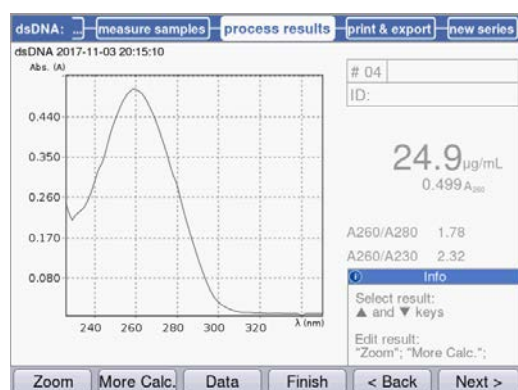 dsDNA: ... measure samples process results print & export new series
dsDNA 2017-11-03 20:15:10
Abs. (A)
0.440
0.350
0.260
0.170
0.080
240 260 280 300 320 λ (nm)
# 04
ID:
24.9 µg/mL
0.499 A260
A260/A280 1.78
A260/A230 2.32
i Info
Select result:
▲ and ▼ keys
Edit result:
"Zoom"; "More Calc.";
Zoom More Calc. Data Finish < Back Next >